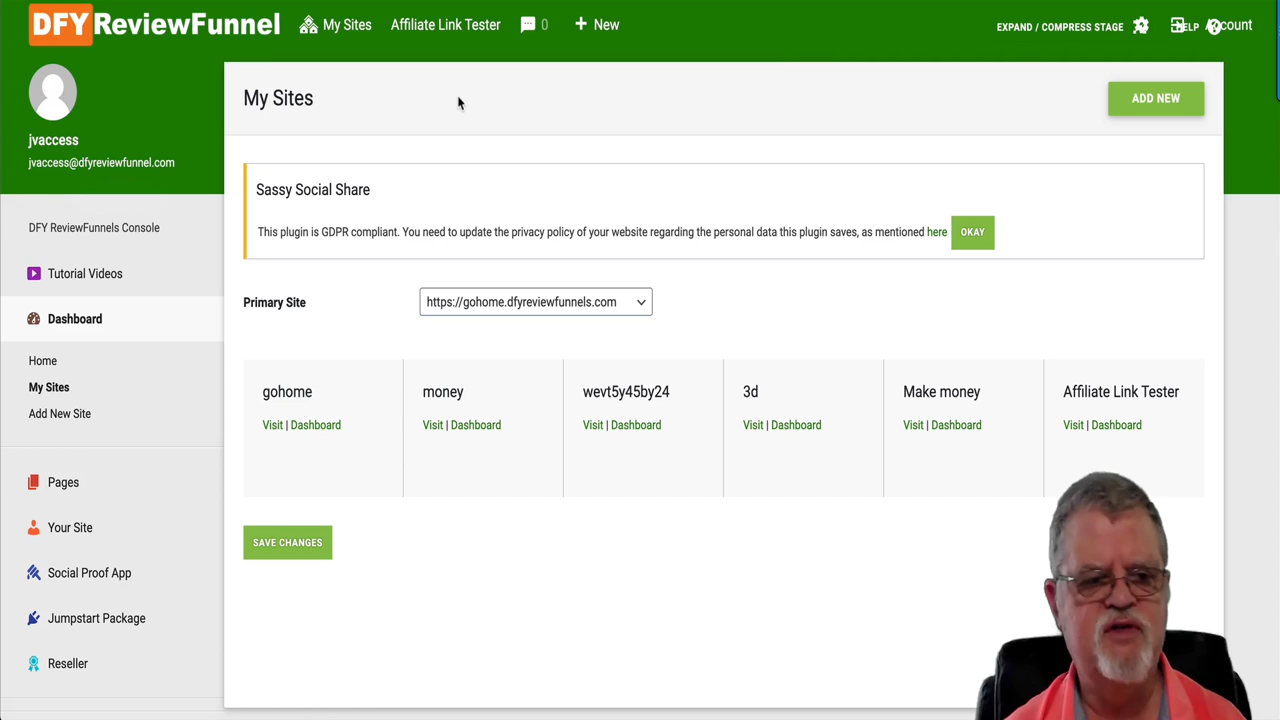 DFYReviewFunnel
My Sites
Affiliate Link Tester
0
+ New
EXPAND / COMPRESS STAGE
HELP
Account
jvaccess
jvaccess@dfyreviewfunnel.com
DFY ReviewFunnels Console
Tutorial Videos
Dashboard
Home
My Sites
Add New Site
Pages
Your Site
Social Proof App
Jumpstart Package
Reseller
My Sites
ADD NEW
Sassy Social Share
This plugin is GDPR compliant. You need to update the privacy policy of your website regarding the personal data this plugin saves, as mentioned here
OKAY
Primary Site
https://gohome.dfyreviewfunnels.com
gohome
Visit | Dashboard
money
Visit | Dashboard
wevt5y45by24
Visit | Dashboard
3d
Visit | Dashboard
Make money
Visit | Dashboard
Affiliate Link Tester
Visit | Dashboard
SAVE CHANGES